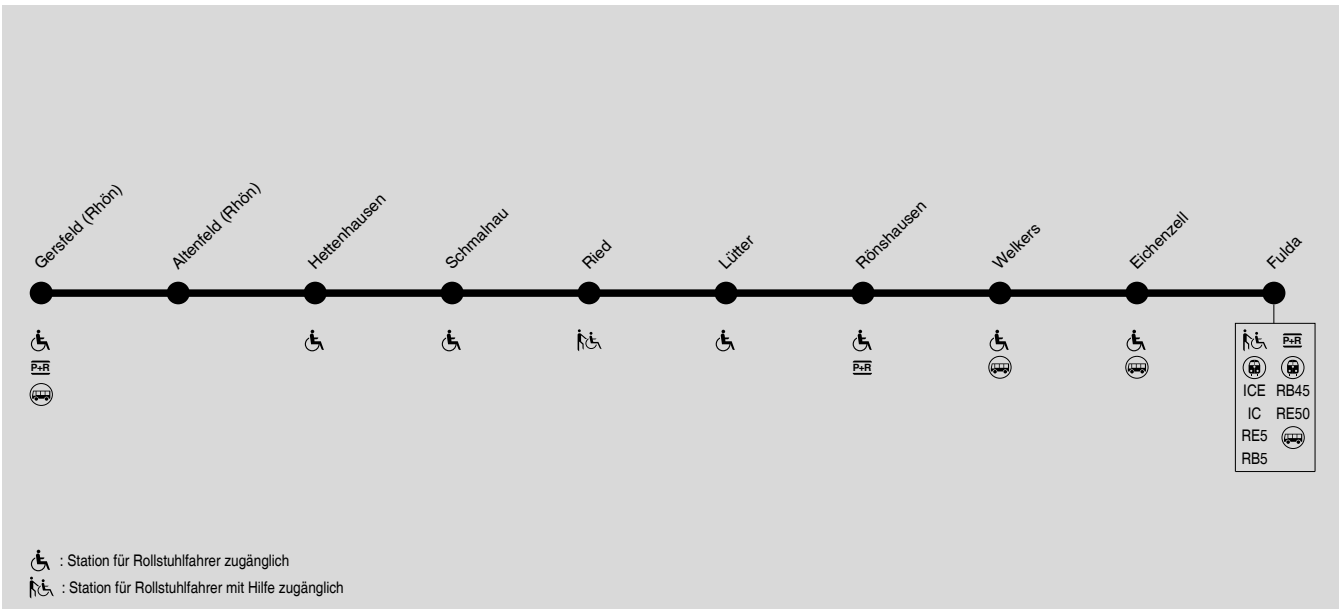 Gersfeld (Rhön)
Altenfeld (Rhön)
Hettenhausen
Schmalnau
Ried
Lütter
Rönshausen
Welkers
Eichenzell
Fulda
P+R
P+R
P+R
ICE RB45
IC RE50
RE5
RB5
: Station für Rollstuhlfahrer zugänglich
: Station für Rollstuhlfahrer mit Hilfe zugänglich